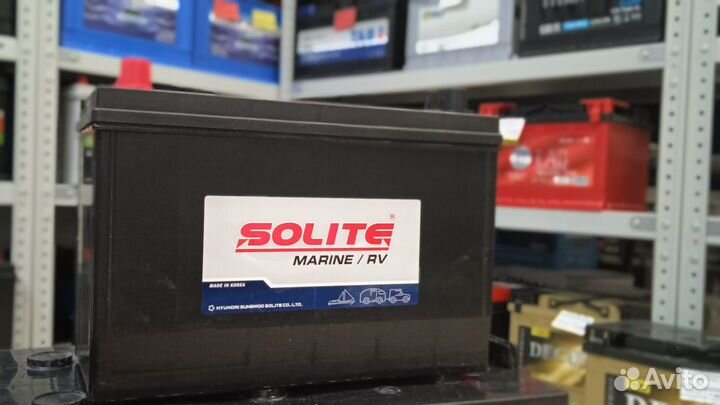 SOLITE ®
MARINE / RV
MADE IN KOREA
HYUNDAI SUNGWOO SOLITE CO., LTD.
Avito